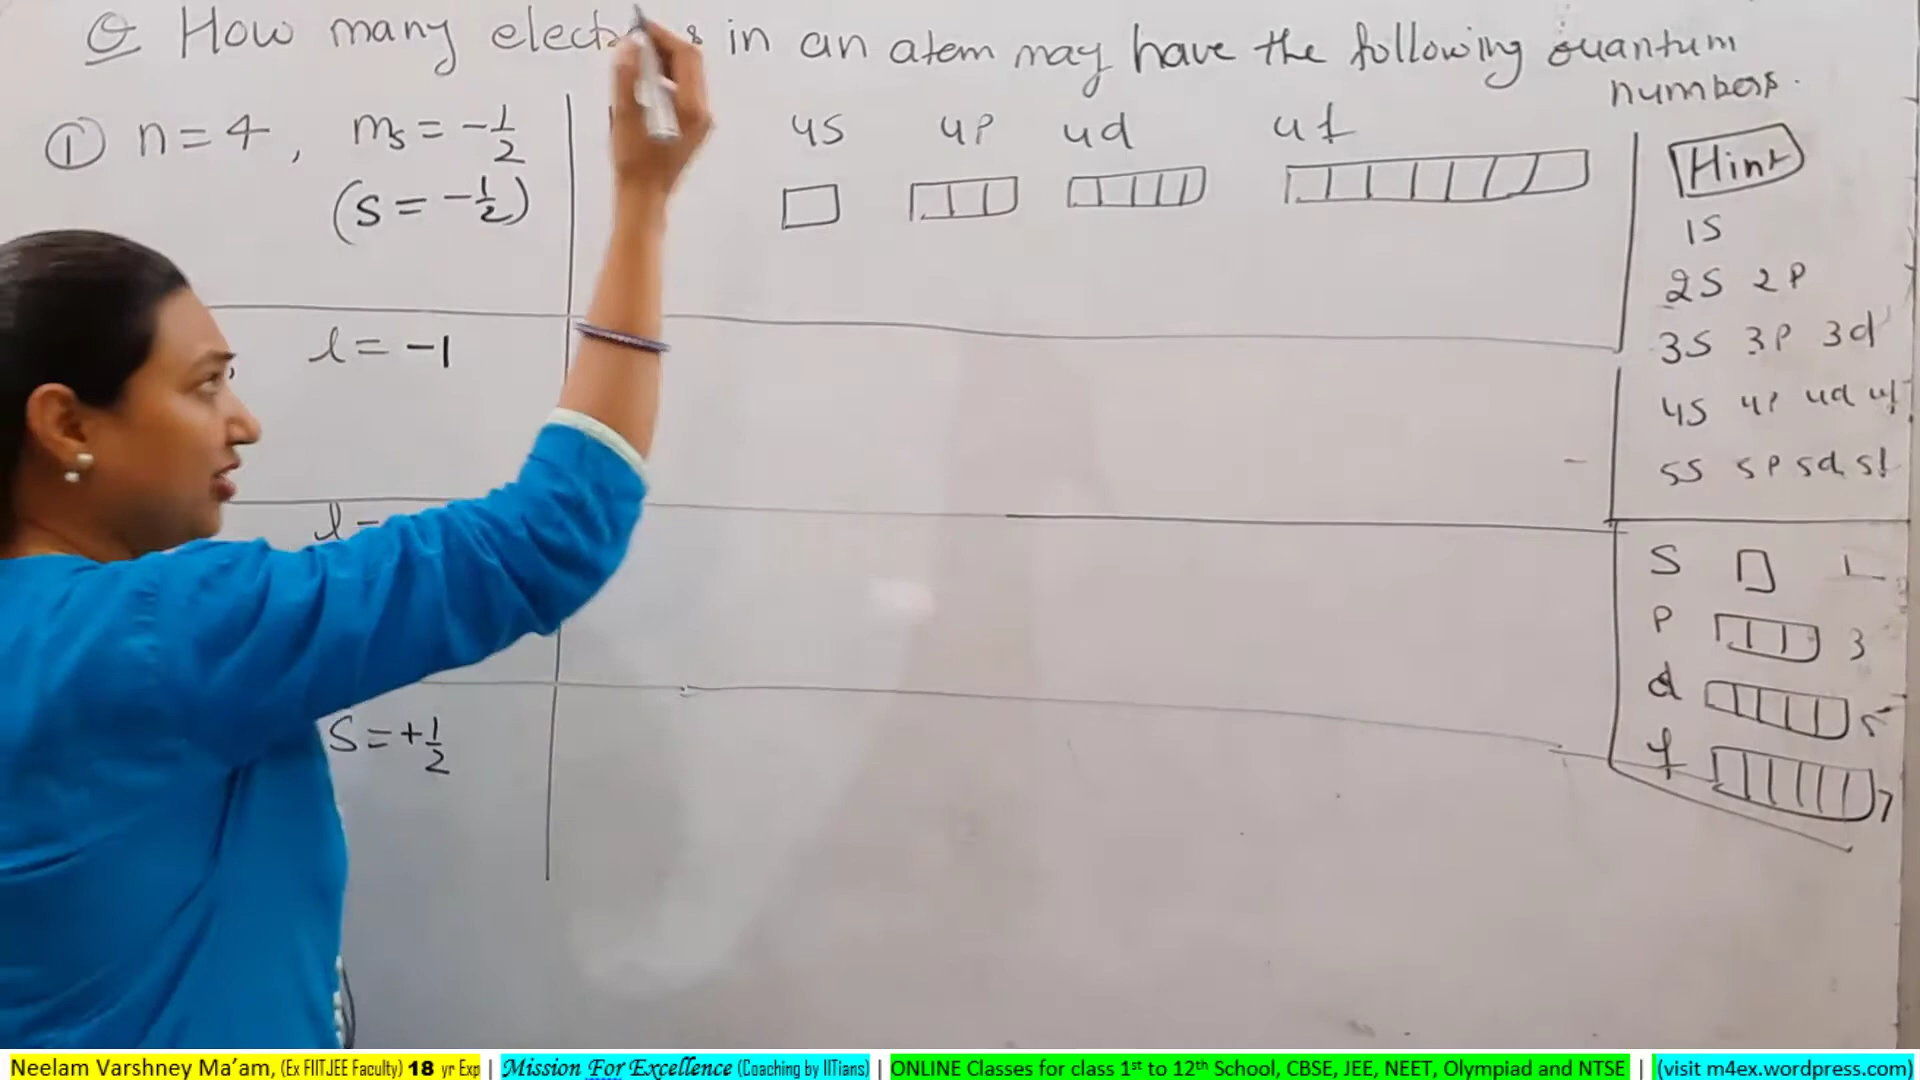 Q How many in an atom may have the following quantum
numbers.
① n = 4, ms = -1/2
(s = -1/2)
4s 4p 4d 4f
l = -1
l =
S = +1/2
Hint
1S
2S 2P
3S 3P 3d
4S 4P 4d 4f
5S 5P 5d 5f
S 1
P 3
d 5
f 7
Neelam Varshney Ma'am, (Ex FIITJEE Faculty) 18 yr Exp | Mission For Excellence (Coaching by IITians) | ONLINE Classes for class 1st to 12th School, CBSE, JEE, NEET, Olympiad and NTSE | (visit m4ex.wordpress.com)